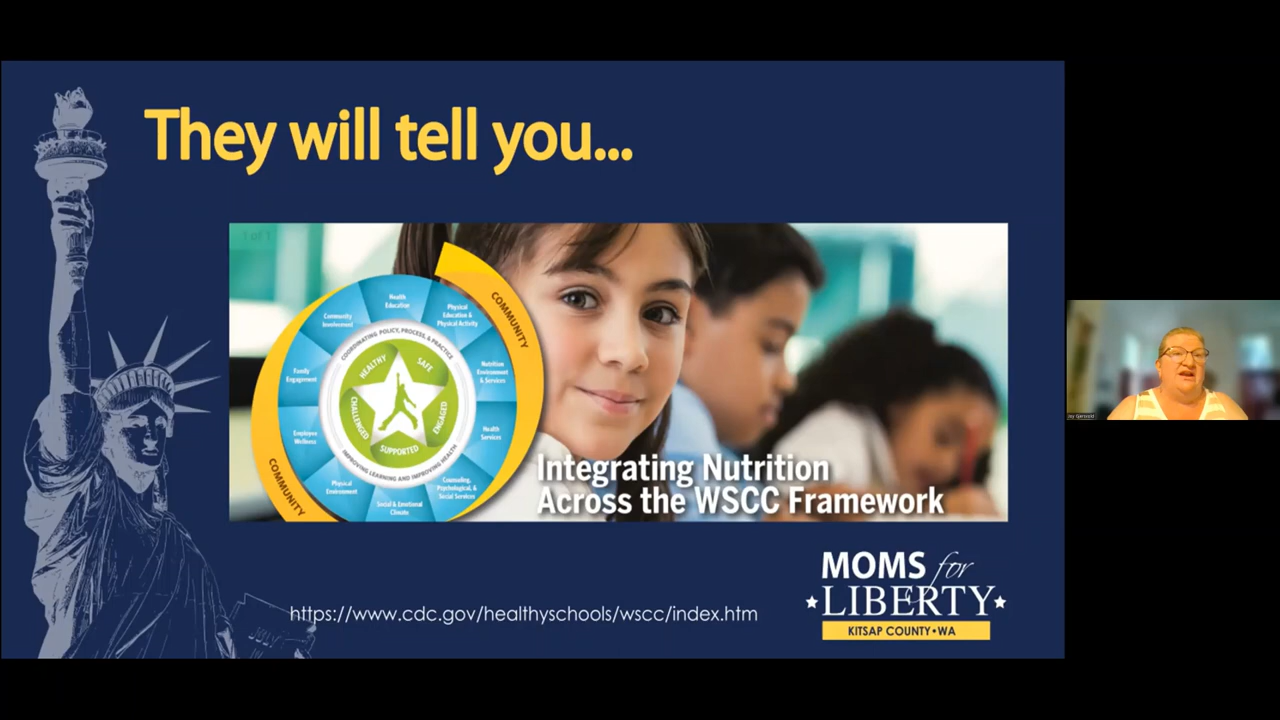 They will tell you...
1 of 1
COMMUNITY
Health
Education
Physical
Education &
Physical Activity
Nutrition
Environment
& Services
Health
Services
Counseling,
Psychological, &
Social Services
Social & Emotional
Climate
Physical
Environment
Employee
Wellness
Family
Engagement
Community
Involvement
COMMUNITY
COORDINATING POLICY, PROCESS, & PRACTICE
IMPROVING LEARNING AND IMPROVING HEALTH
HEALTHY
SAFE
ENGAGED
SUPPORTED
CHALLENGED
Integrating Nutrition
Across the WSCC Framework
https://www.cdc.gov/healthyschools/wscc/index.htm
MOMS for
LIBERTY
KITSAP COUNTY•WA